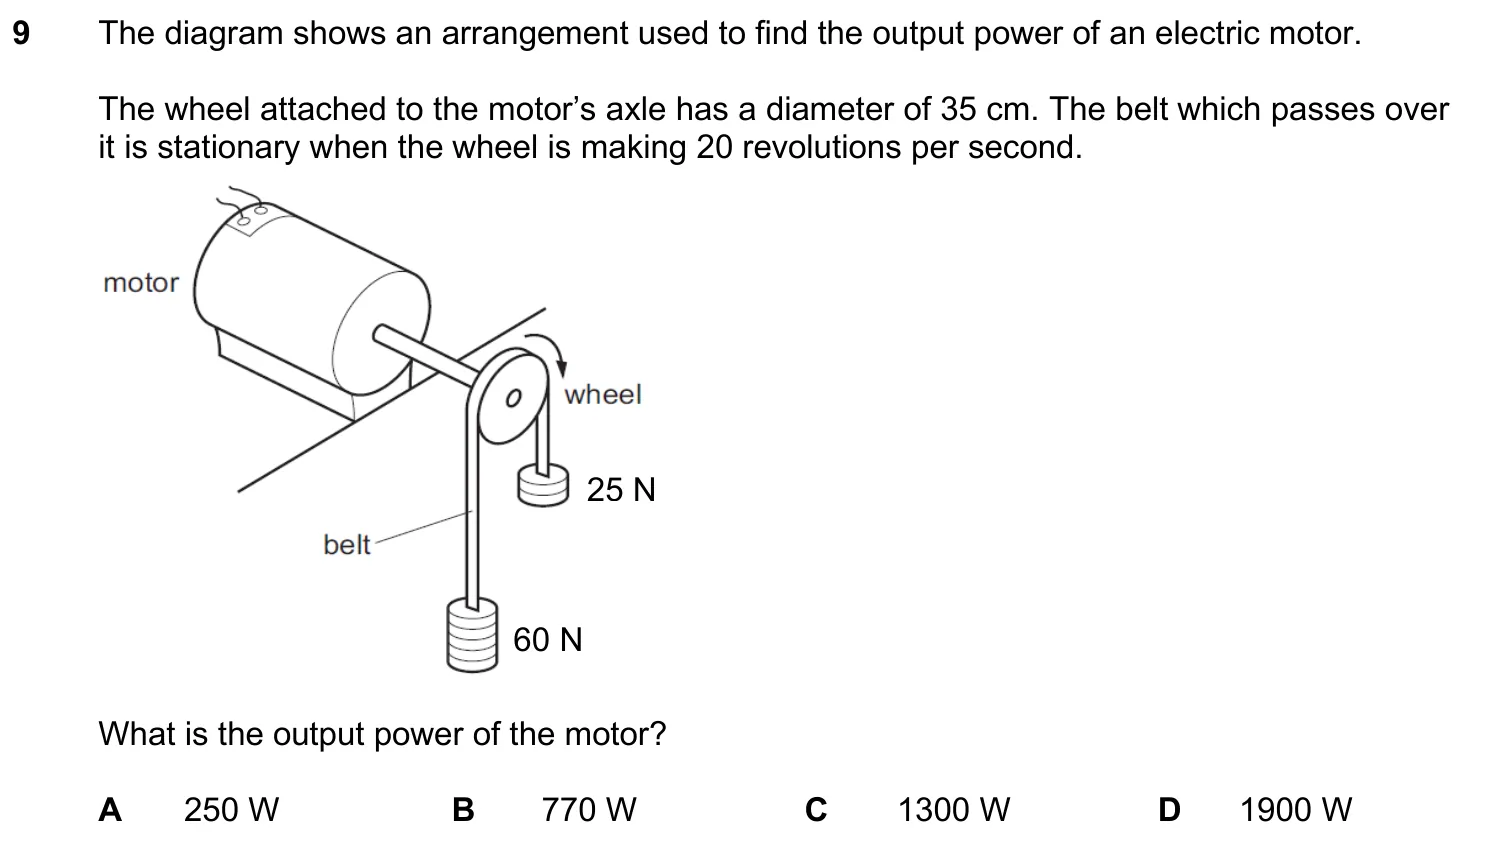 9 The diagram shows an arrangement used to find the output power of an electric motor.
The wheel attached to the motor’s axle has a diameter of 35 cm. The belt which passes over
it is stationary when the wheel is making 20 revolutions per second.
motor
wheel
25 N
belt
60 N
What is the output power of the motor?
A 250 W B 770 W C 1300 W D 1900 W